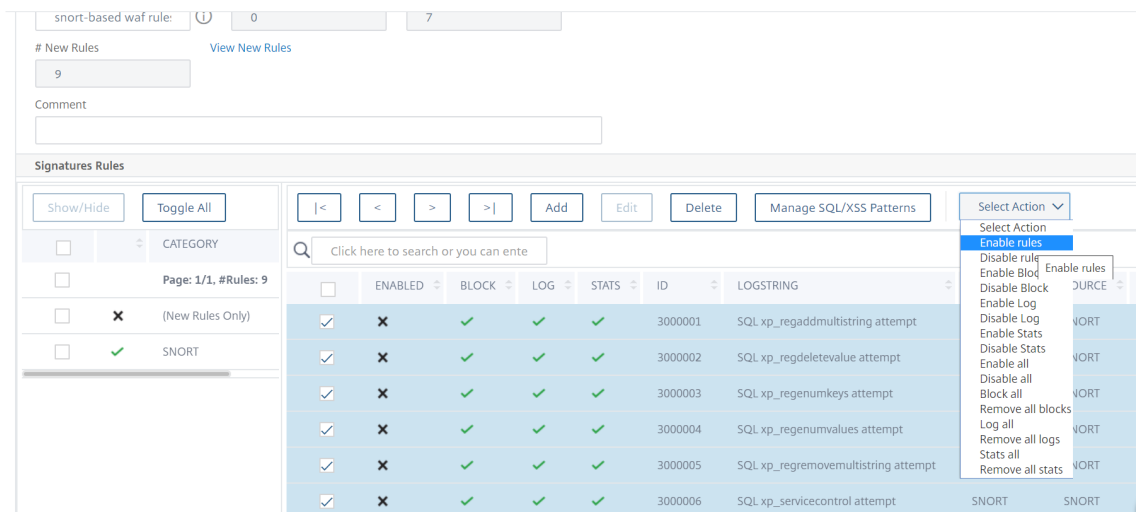 snort-based waf rule:
0
7
# New Rules
View New Rules
9
Comment
Signatures Rules
Show/Hide
Toggle All
|<
<
>
>|
Add
Edit
Delete
Manage SQL/XSS Patterns
Select Action
CATEGORY
Page: 1/1, #Rules: 9
(New Rules Only)
SNORT
Click here to search or you can ente
ENABLED BLOCK LOG STATS ID LOGSTRING OURCE
3000001 SQL xp_regaddmultistring attempt NORT
3000002 SQL xp_regdeletevalue attempt NORT
3000003 SQL xp_regenumkeys attempt NORT
3000004 SQL xp_regenumvalues attempt NORT
3000005 SQL xp_regremovemultistring attempt NORT
3000006 SQL xp_servicecontrol attempt SNORT SNORT
Select Action
Enable rules
Disable rule
Enable Bloc
Enable rules
Disable Block
Enable Log
Disable Log
Enable Stats
Disable Stats
Enable all
Disable all
Block all
Remove all blocks
Log all
Remove all logs
Stats all
Remove all stats